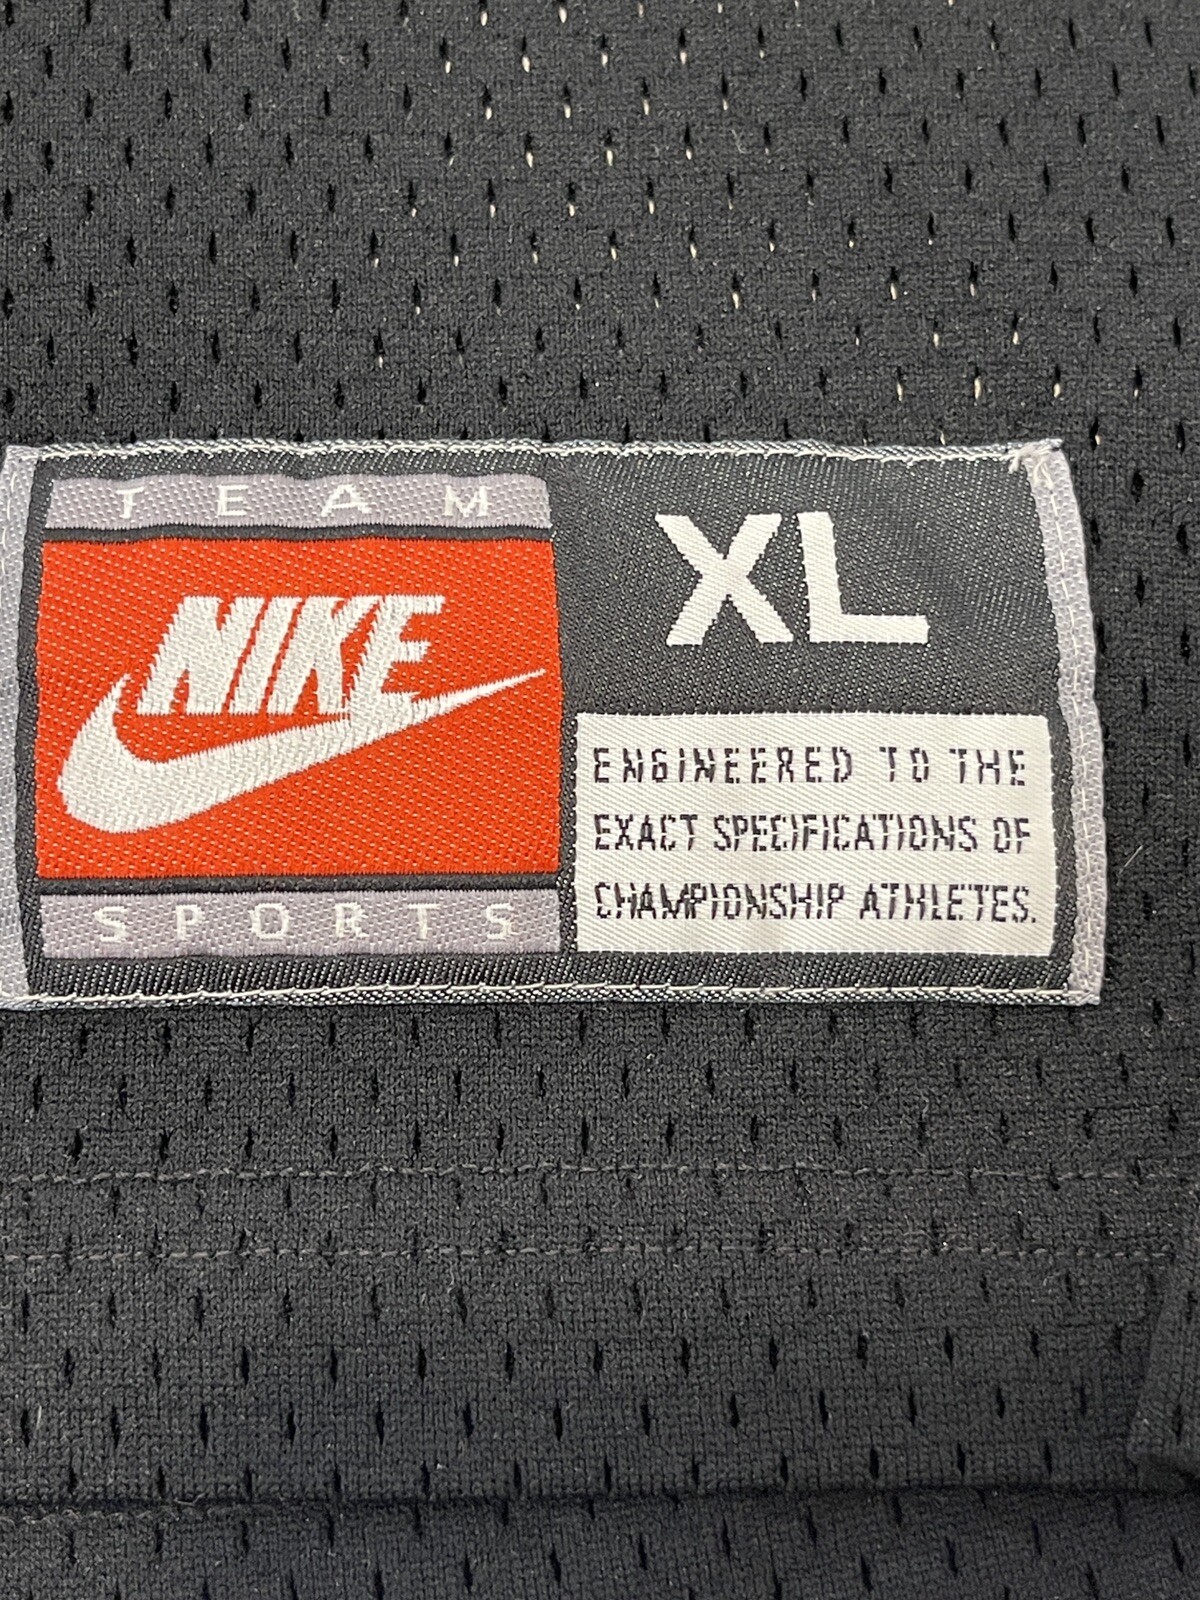 TEAM
NIKE
SPORTS
XL
ENGINEERED TO THE
EXACT SPECIFICATIONS OF
CHAMPIONSHIP ATHLETES.